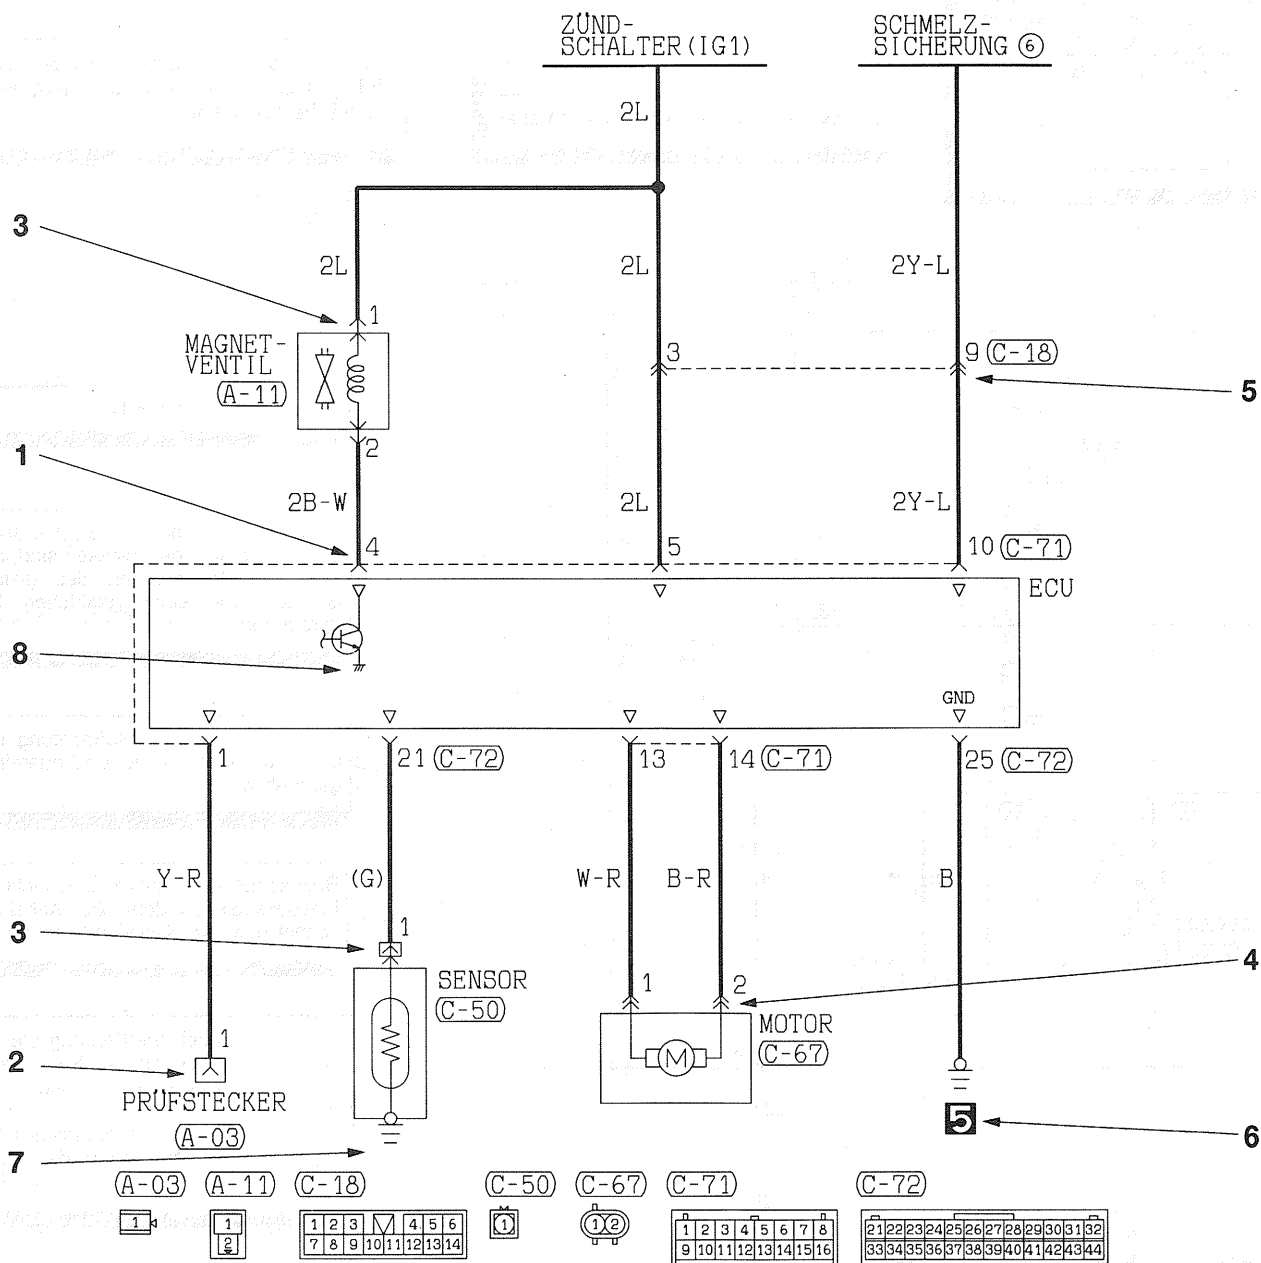 ZÜND-
SCHALTER(IG1)
SCHMELZ-
SICHERUNG ⑥
2L
3
2L
2L
2Y-L
1
MAGNET-
VENTIL
(A-11)
3
9 (C-18)
5
2
1
2B-W
2L
2Y-L
4
5
10 (C-71)
ECU
8
GND
1
21 (C-72)
13
14 (C-71)
25 (C-72)
Y-R
(G)
W-R
B-R
B
3
1
SENSOR
(C-50)
1
2
4
MOTOR
(C-67)
M
2
1
PRÜFSTECKER
(A-03)
5
6
7
(A-03) (A-11) (C-18) (C-50) (C-67) (C-71) (C-72)
1
1
2
1 2 3 4 5 6
7 8 9 10 11 12 13 14
1
1 2
1 2 3 4 5 6 7 8
9 10 11 12 13 14 15 16
21 22 23 24 25 26 27 28 29 30 31 32
33 34 35 36 37 38 39 40 41 42 43 44